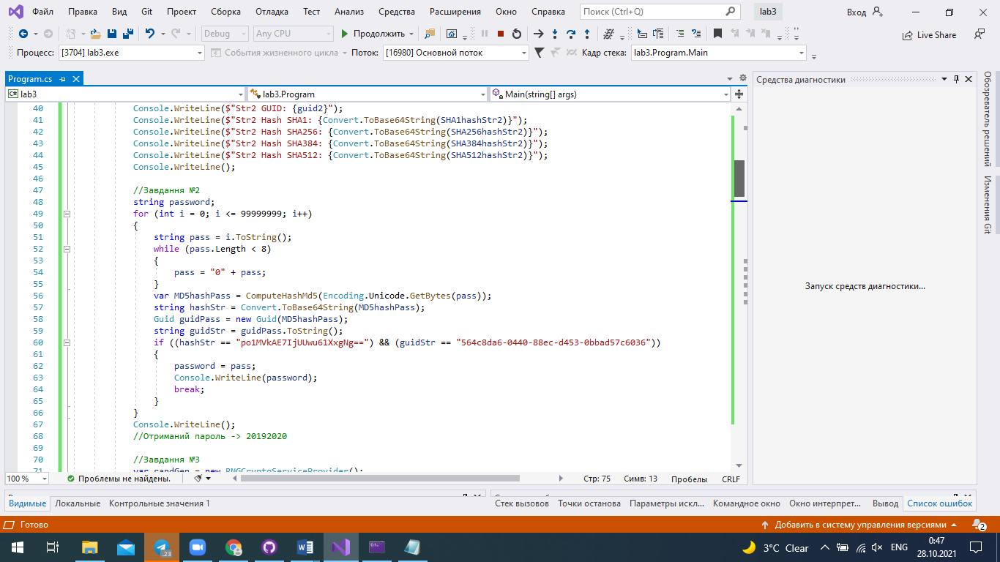 Файл Правка Вид Git Проект Сборка Отладка Тест Анализ Средства Расширения Окно Справка Поиск (Ctrl+Q) lab3 Вход
Debug Any CPU Продолжить Live Share
Процесс: [3704] lab3.exe События жизненного цикла Поток: [16980] Основной поток Кадр стека: lab3.Program.Main
Program.cs
lab3 lab3.Program Main(string[] args)
40 Console.WriteLine($"Str2 GUID: {guid2}");
41 Console.WriteLine($"Str2 Hash SHA1: {Convert.ToBase64String(SHA1hashStr2)}");
42 Console.WriteLine($"Str2 Hash SHA256: {Convert.ToBase64String(SHA256hashStr2)}");
43 Console.WriteLine($"Str2 Hash SHA384: {Convert.ToBase64String(SHA384hashStr2)}");
44 Console.WriteLine($"Str2 Hash SHA512: {Convert.ToBase64String(SHA512hashStr2)}");
45 Console.WriteLine();
46
47 //Завдання №2
48 string password;
49 for (int i = 0; i <= 99999999; i++)
50 {
51 string pass = i.ToString();
52 while (pass.Length < 8)
53 {
54 pass = "0" + pass;
55 }
56 var MD5hashPass = ComputeHashMd5(Encoding.Unicode.GetBytes(pass));
57 string hashStr = Convert.ToBase64String(MD5hashPass);
58 Guid guidPass = new Guid(MD5hashPass);
59 string guidStr = guidPass.ToString();
60 if ((hashStr == "po1MVkAE7IjUUwu61XxgNg==") && (guidStr == "564c8da6-0440-88ec-d453-0bbad57c6036"))
61 {
62 password = pass;
63 Console.WriteLine(password);
64 break;
65 }
66 }
67 Console.WriteLine();
68 //Отриманий пароль -> 20192020
69
70 //Завдання №3
71 var randGen = new RNGCryptoServiceProvider();
100 % Проблемы не найдены. Стр: 75 Симв: 13 Пробелы CRLF
Средства диагностики
Запуск средств диагностики...
Обозреватель решений
Изменения Git
Видимые Локальные Контрольные значения 1 Стек вызовов Точки останова Параметры искл... Командное окно Окно интерпрет... Вывод Список ошибок
Готово Добавить в систему управления версиями 2
23 3°C Clear ENG 0:47
28.10.2021